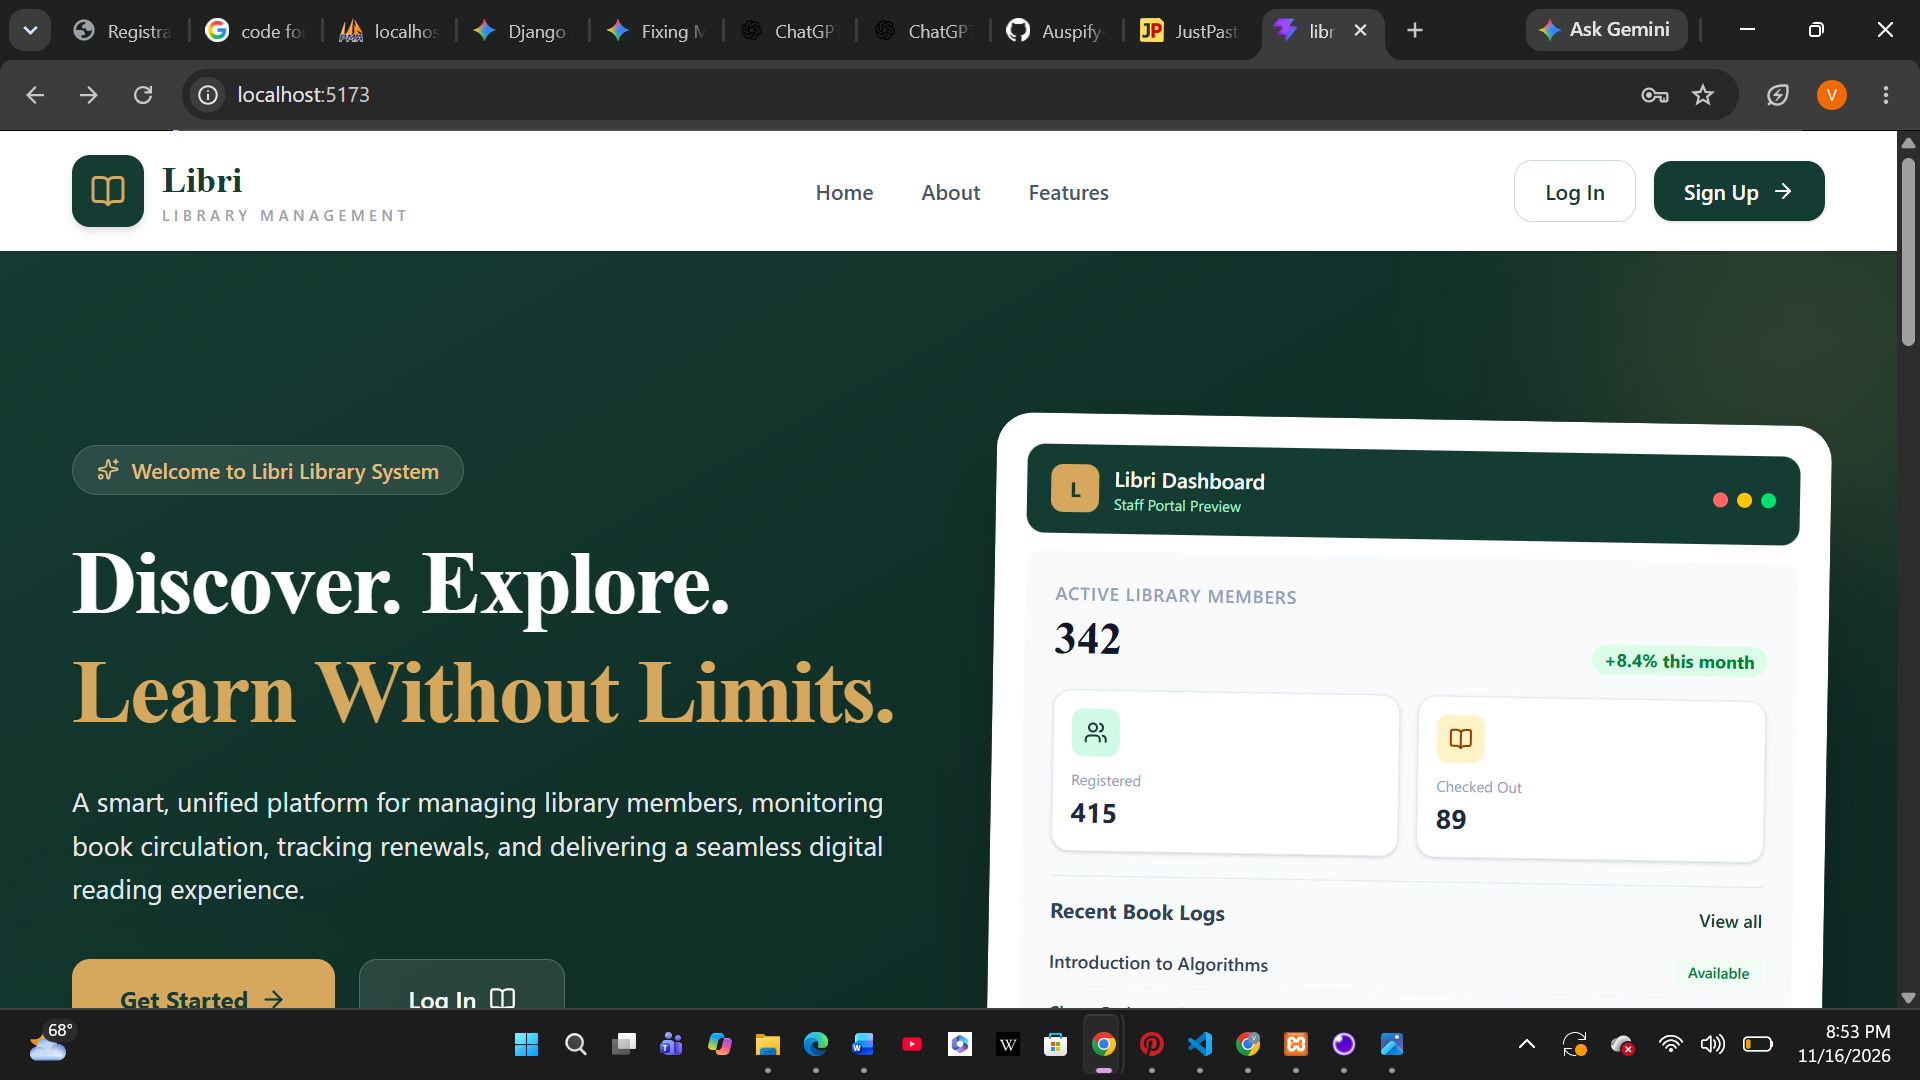 Registra
code fo
localhos
Django
Fixing M
ChatGP
ChatGP
Auspify-
JustPast
libr
Ask Gemini
localhost:5173
V
Libri
LIBRARY MANAGEMENT
Home
About
Features
Log In
Sign Up
Welcome to Libri Library System
Discover. Explore.
Learn Without Limits.
A smart, unified platform for managing library members, monitoring
book circulation, tracking renewals, and delivering a seamless digital
reading experience.
Get Started
Log In
L
Libri Dashboard
Staff Portal Preview
ACTIVE LIBRARY MEMBERS
342
+8.4% this month
Registered
415
Checked Out
89
Recent Book Logs
View all
Introduction to Algorithms
Available
68°
8:53 PM
11/16/2026